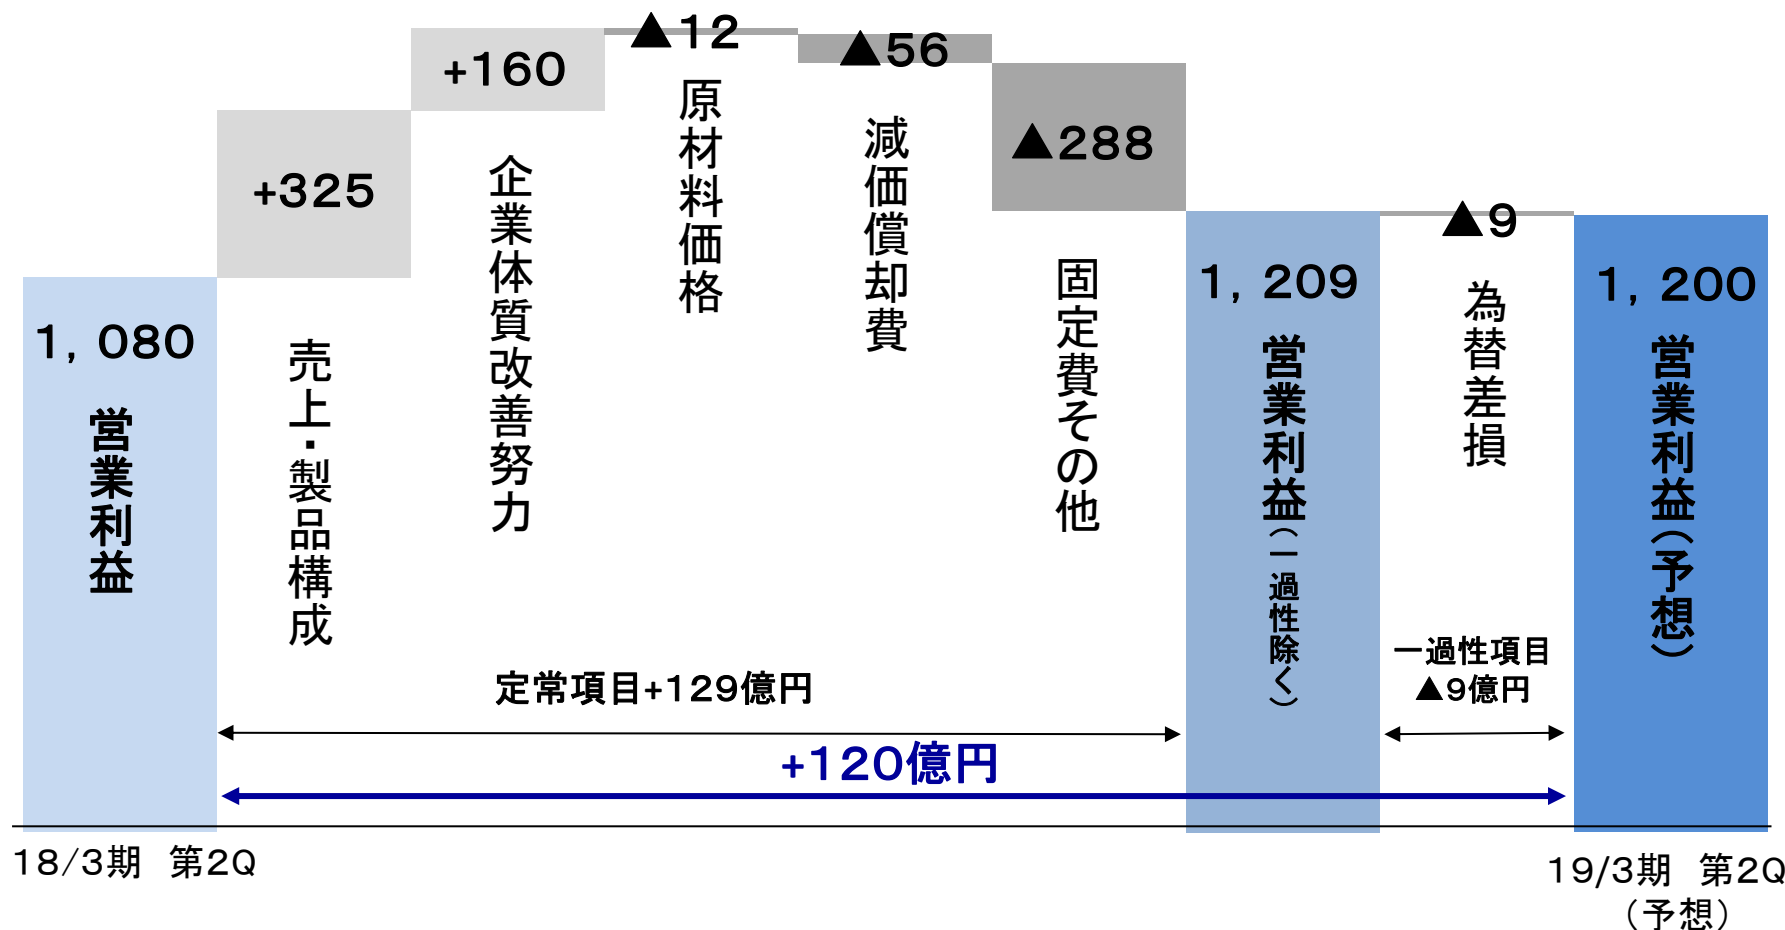 1,080
営業利益
+325
売上・製品構成
+160
企業体質改善努力
▲12
原材料価格
▲56
減価償却費
▲288
固定費その他
1,209
営業利益(一過性除く)
▲9
為替差損
1,200
営業利益(予想)
定常項目+129億円
一過性項目
▲9億円
+120億円
18/3期 第2Q
19/3期 第2Q
(予想)